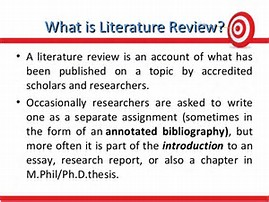 What is Literature Review?
• A literature review is an account of what has
been published on a topic by accredited
scholars and researchers.
• Occasionally researchers are asked to write
one as a separate assignment (sometimes in
the form of an annotated bibliography), but
more often it is part of the introduction to an
essay, research report, or also a chapter in
M.Phil/Ph.D.thesis.